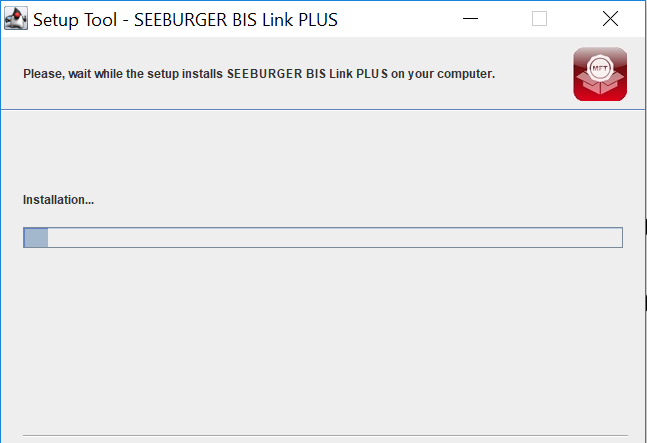 Setup Tool - SEEBURGER BIS Link PLUS
Please, wait while the setup installs SEEBURGER BIS Link PLUS on your computer.
MFT
Installation...